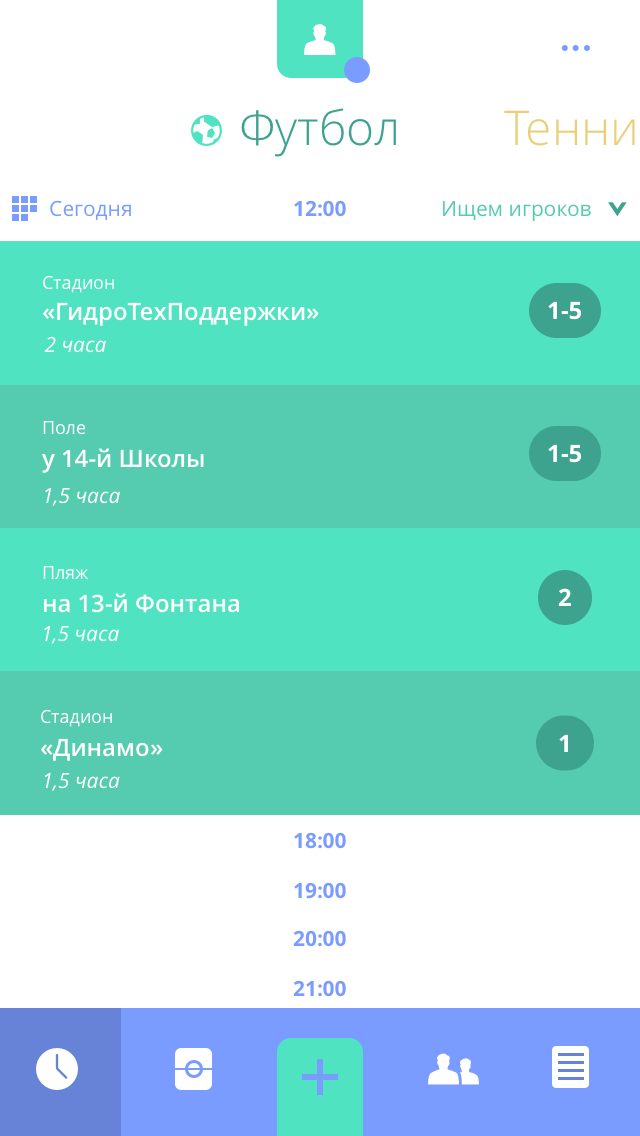 Футбол
Тенни
Сегодня
12:00
Ищем игроков
Стадион
«ГидроТехПоддержки»
2 часа
1-5
Поле
у 14-й Школы
1,5 часа
1-5
Пляж
на 13-й Фонтана
1,5 часа
2
Стадион
«Динамо»
1,5 часа
1
18:00
19:00
20:00
21:00